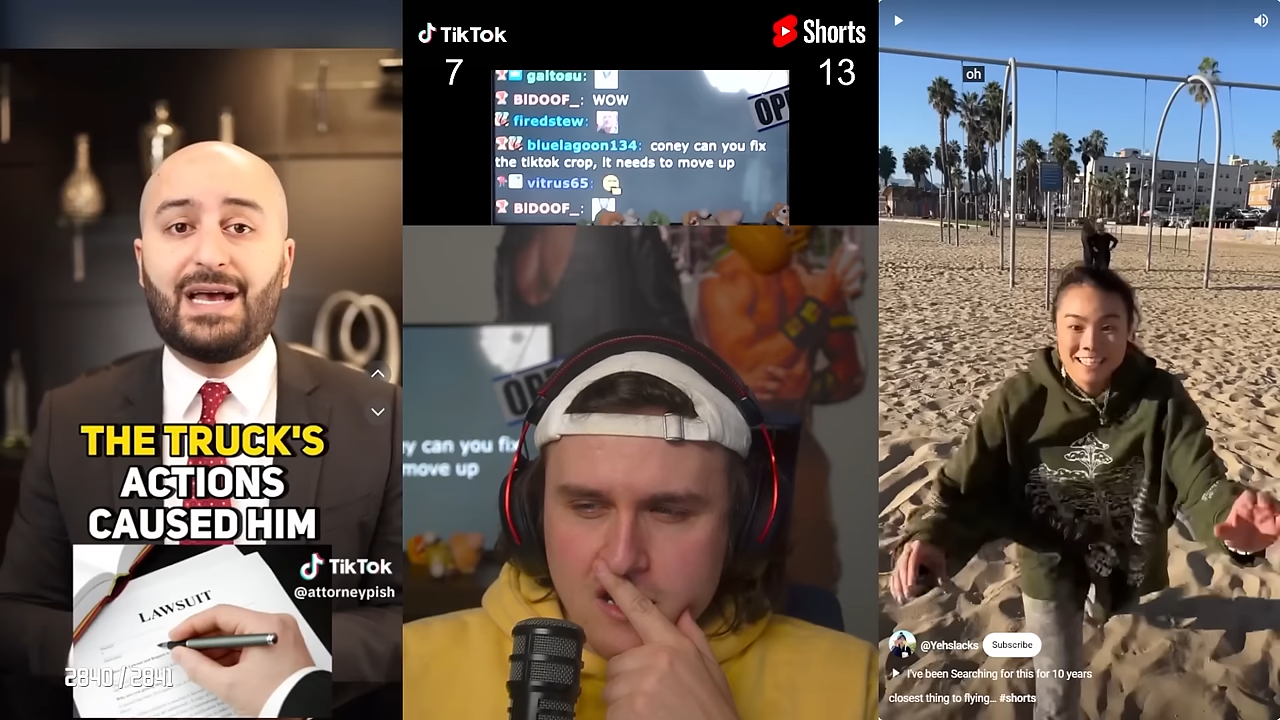 THE TRUCK'S
ACTIONS
CAUSED HIM
LAWSUIT
TikTok
@attorneypish
2840/2841
TikTok
7
Shorts
13
galtosu:
BIDOOF_: WOW
firedstew:
bluelagoon134: coney can you fix
the tiktok crop, it needs to move up
vitrus65:
BIDOOF_:
OPE
y can you fix
move up
oh
@Yehslacks
Subscribe
I've been Searching for this for 10 years
closest thing to flying... #shorts